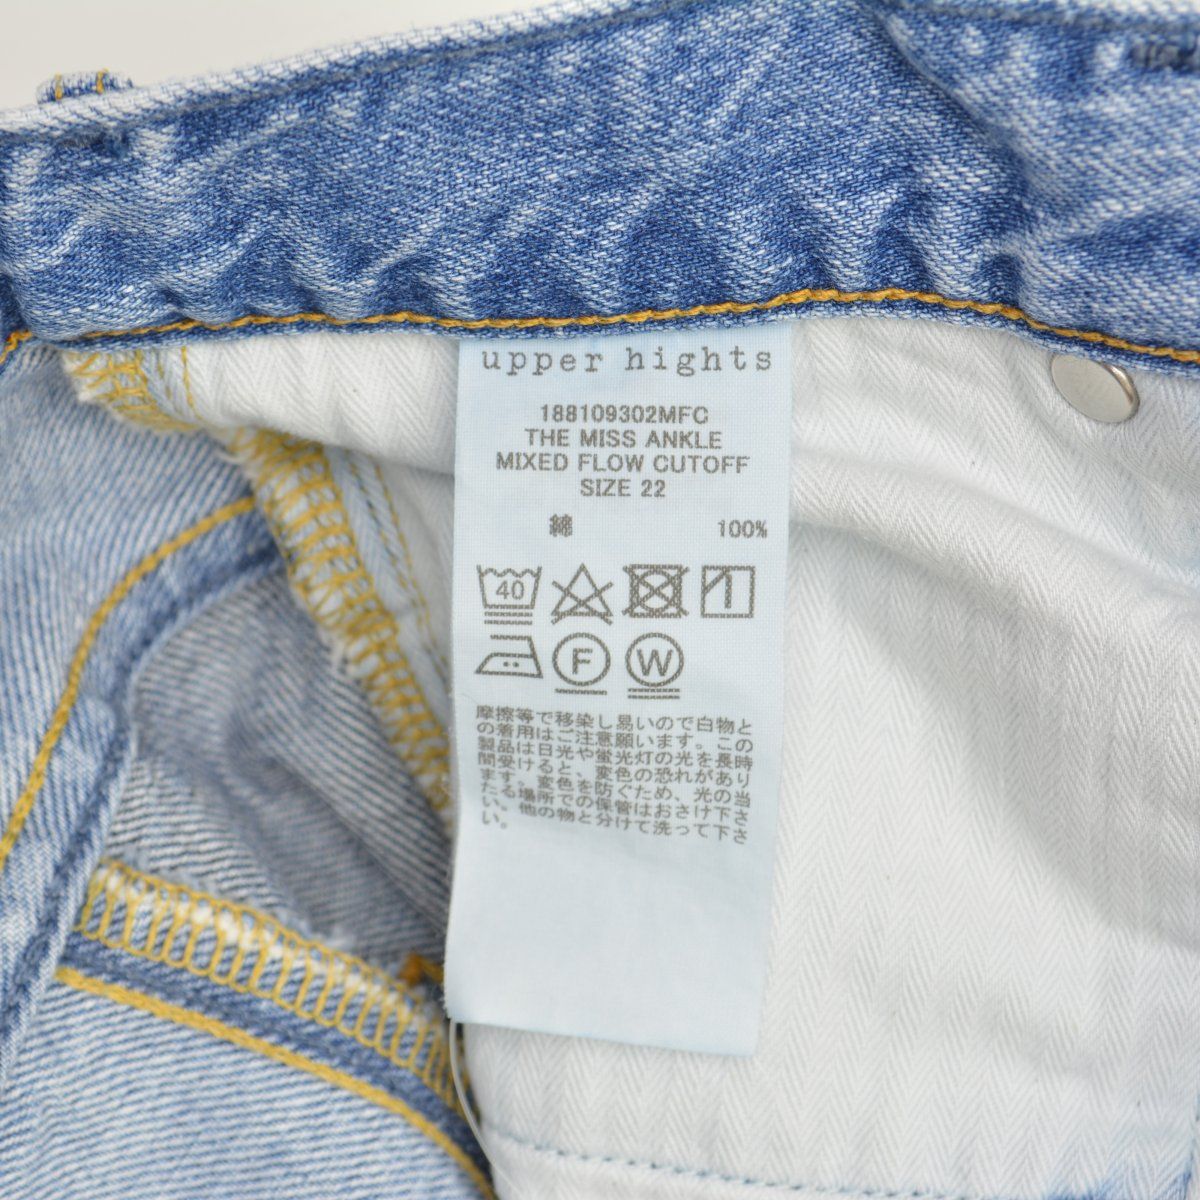 upper hights
188109302MFC
THE MISS ANKLE
MIXED FLOW CUTOFF
SIZE 22
綿 100%
40
F W
摩擦等で移染し易いので白物と
の着用はご注意願います。この
製品は日光や蛍光灯の光を長時
間受けると、変色の恐れがあり
ます。変色を防ぐため、光の当
たる場所での保管はおさけ下さ
い。他の物と分けて洗って下さ
い。